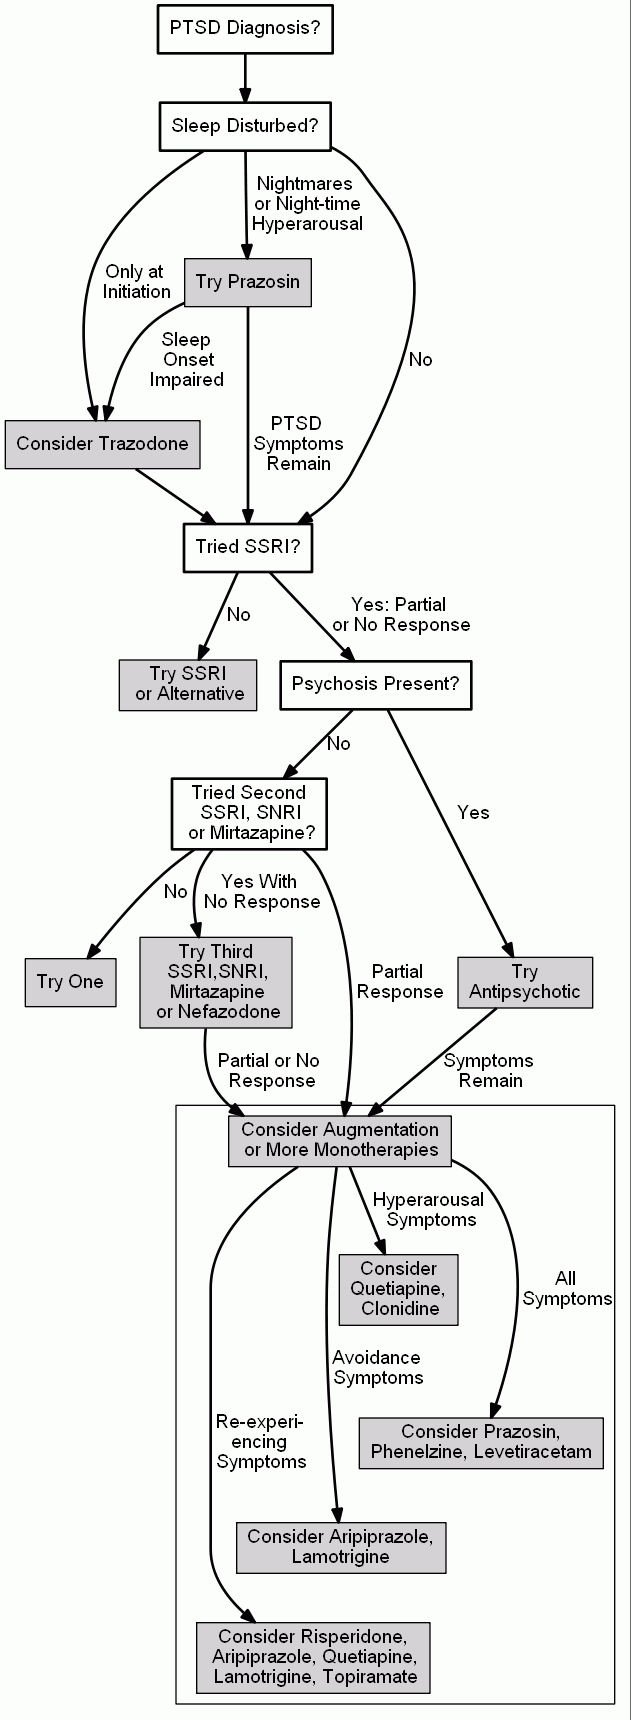 PTSD Diagnosis?
Sleep Disturbed?
Nightmares
or Night-time
Hyperarousal
Only at
Initiation
Try Prazosin
Sleep
Onset
Impaired
No
PTSD
Symptoms
Remain
Consider Trazodone
Tried SSRI?
No
Yes: Partial
or No Response
Try SSRI
or Alternative
Psychosis Present?
No
Tried Second
SSRI, SNRI
or Mirtazapine?
Yes
No
Yes With
No Response
Partial
Response
Try One
Try Third
SSRI,SNRI,
Mirtazapine
or Nefazodone
Try
Antipsychotic
Partial or No
Response
Symptoms
Remain
Consider Augmentation
or More Monotherapies
Hyperarousal
Symptoms
Consider
Quetiapine,
Clonidine
All
Symptoms
Avoidance
Symptoms
Re-experi-
encing
Symptoms
Consider Prazosin,
Phenelzine, Levetiracetam
Consider Aripiprazole,
Lamotrigine
Consider Risperidone,
Aripiprazole, Quetiapine,
Lamotrigine, Topiramate